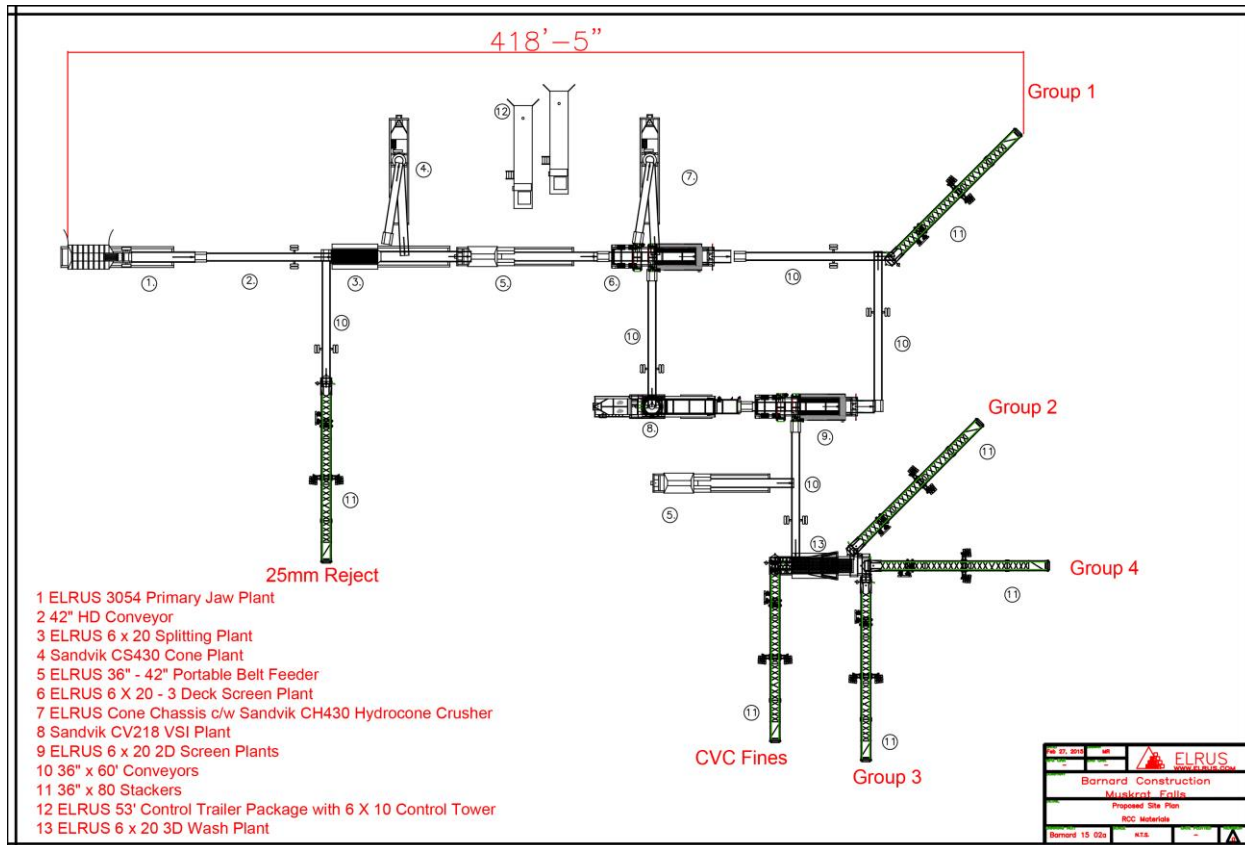 418'-5"
Group 1
12
4.
7.
11
1.
2.
3.
5.
6.
10
10
10
10
Group 2
8.
9.
11
11
5.
10
13
Group 4
25mm Reject
11
11
11
CVC Fines
Group 3
1 ELRUS 3054 Primary Jaw Plant
2 42" HD Conveyor
3 ELRUS 6 x 20 Splitting Plant
4 Sandvik CS430 Cone Plant
5 ELRUS 36" - 42" Portable Belt Feeder
6 ELRUS 6 X 20 - 3 Deck Screen Plant
7 ELRUS Cone Chassis c/w Sandvik CH430 Hydrocone Crusher
8 Sandvik CV218 VSI Plant
9 ELRUS 6 x 20 2D Screen Plants
10 36" x 60' Conveyors
11 36" x 80 Stackers
12 ELRUS 53' Control Trailer Package with 6 X 10 Control Tower
13 ELRUS 6 x 20 3D Wash Plant
Feb 27, 2015
MR
ELRUS
WWW.ELRUS.COM
Barnard Construction
Muskrat Falls
Proposed Site Plan
RCC Materials
Barnard 15 02a
N.T.S.